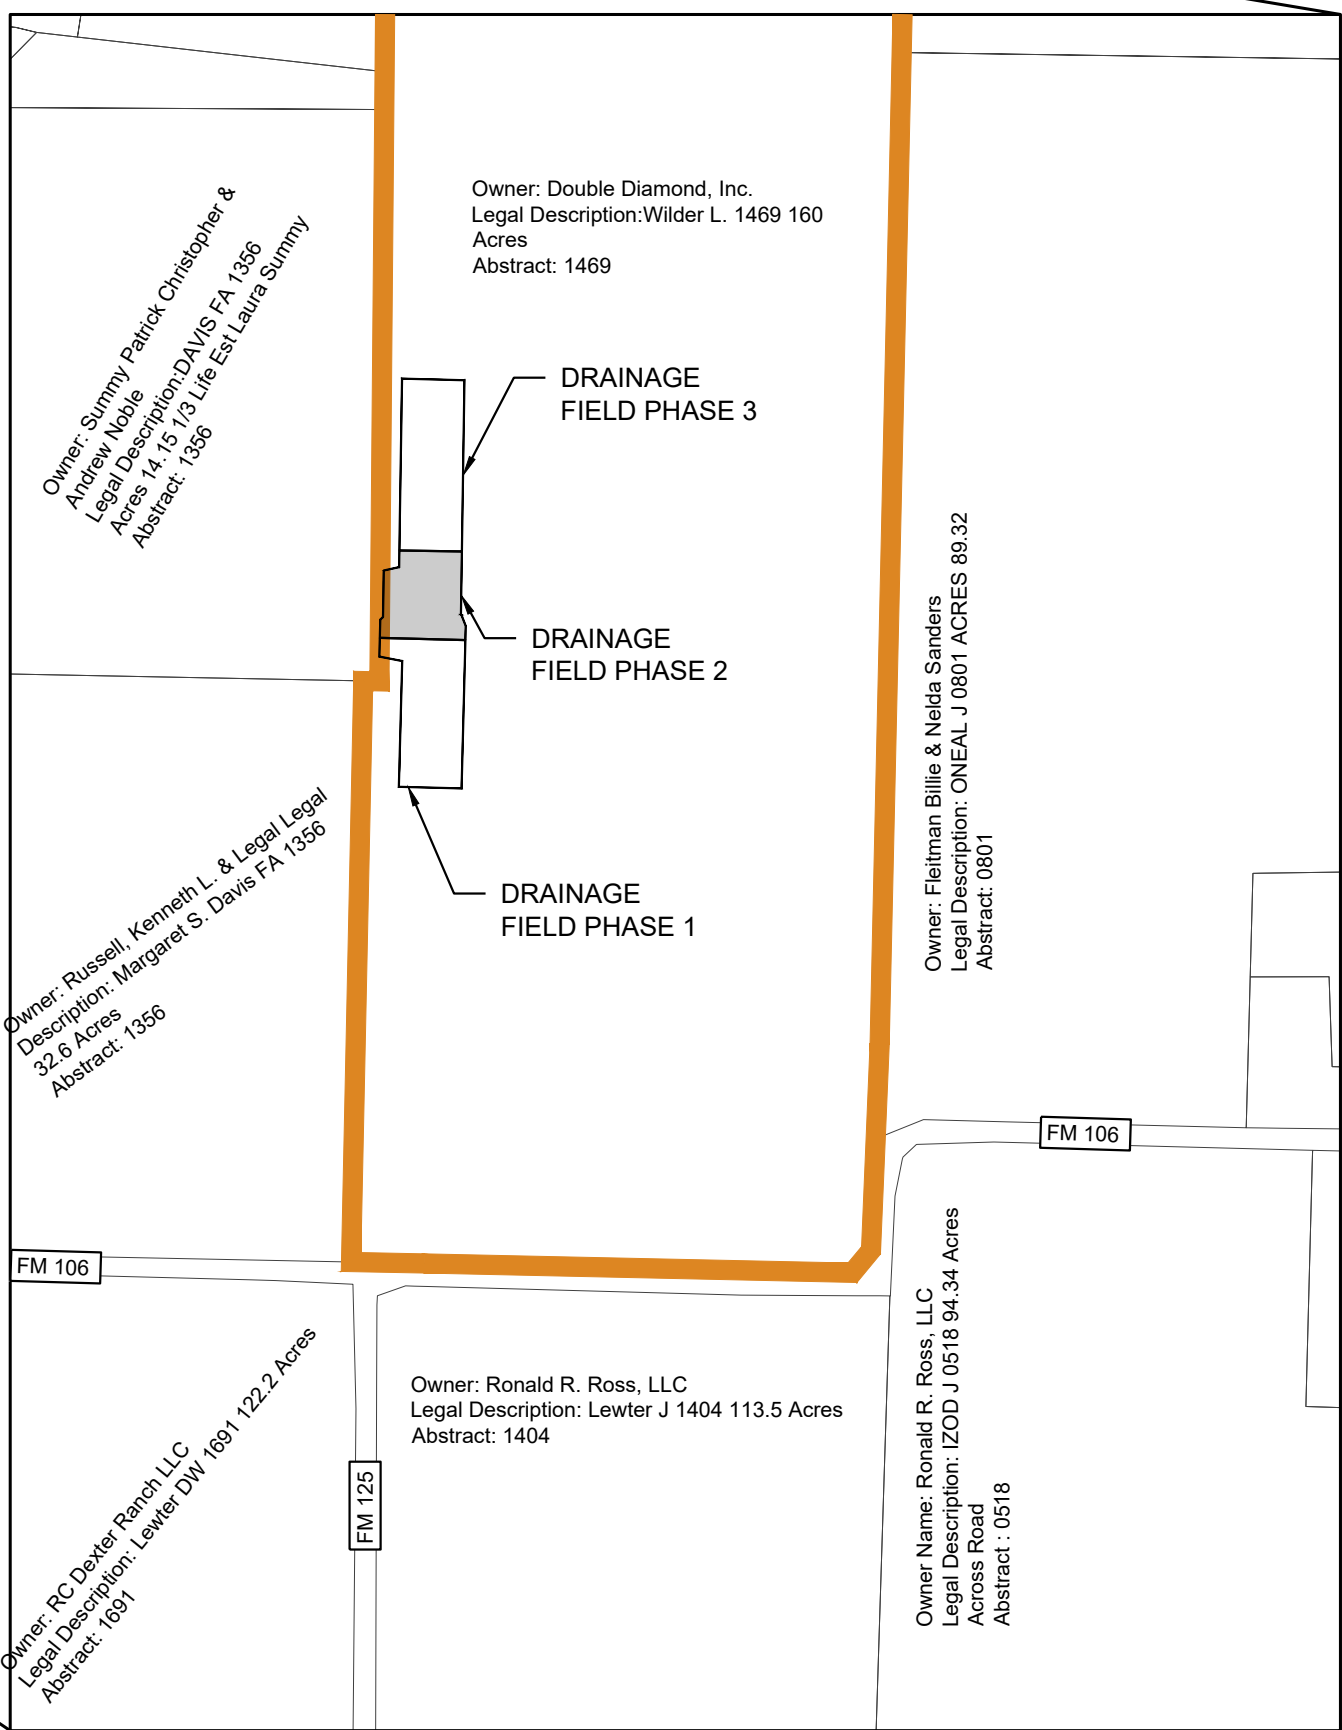 Owner: Double Diamond, Inc.
Legal Description:Wilder L. 1469 160
Acres
Abstract: 1469
Owner: Summy Patrick Christopher &
Andrew Noble
Legal Description:DAVIS FA 1356
Acres 14.15 1/3 Life Est Laura Summy
Abstract: 1356
DRAINAGE
FIELD PHASE 3
DRAINAGE
FIELD PHASE 2
DRAINAGE
FIELD PHASE 1
Owner: Fleitman Billie & Nelda Sanders
Legal Description: ONEAL J 0801 ACRES 89.32
Abstract: 0801
Owner: Russell, Kenneth L. & Legal Legal
Description: Margaret S. Davis FA 1356
32.6 Acres
Abstract: 1356
FM 106
FM 106
Owner: RC Dexter Ranch LLC
Legal Description: Lewter DW 1691 122.2 Acres
Abstract: 1691
FM 125
Owner: Ronald R. Ross, LLC
Legal Description: Lewter J 1404 113.5 Acres
Abstract: 1404
Owner Name: Ronald R. Ross, LLC
Legal Description: IZOD J 0518 94.34 Acres
Across Road
Abstract : 0518